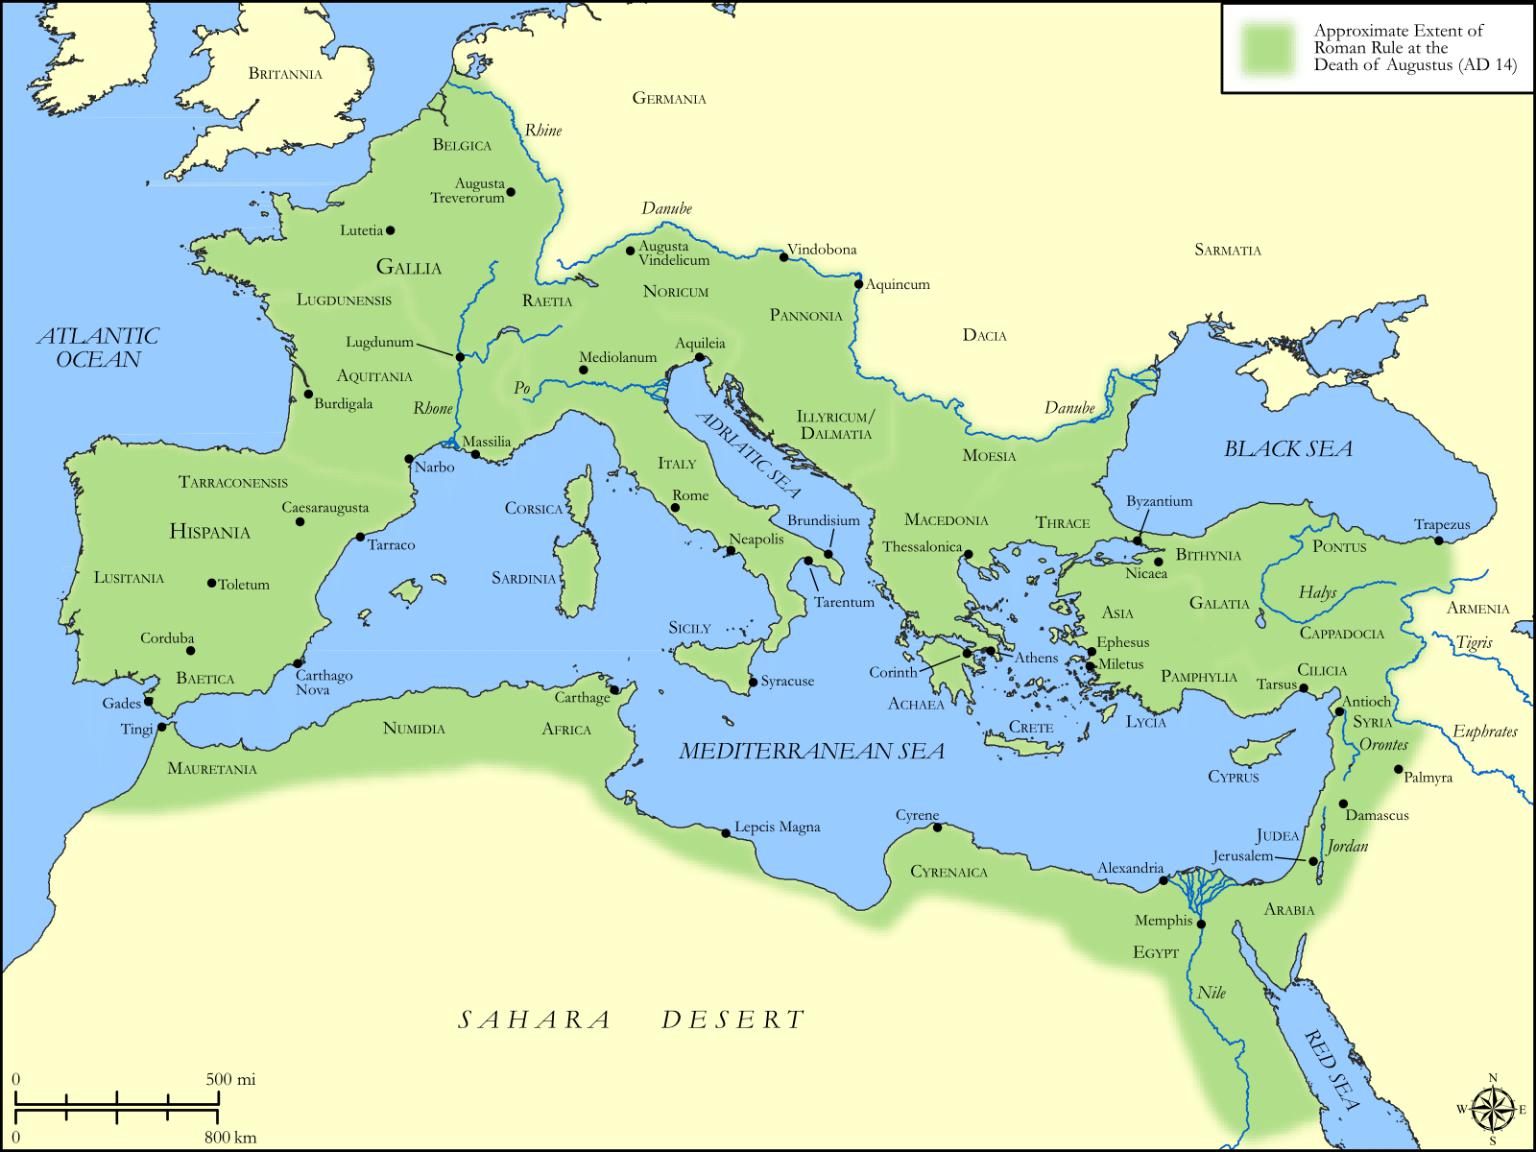 Approximate Extent of
Roman Rule at the
Death of Augustus (AD 14)
BRITANNIA
GERMANIA
Rhine
BELGICA
Augusta
Treverorum
Danube
Lutetia
Augusta
Vindelicum
Vindobona
SARMATIA
GALLIA
Aquincum
LUGDUNENSIS
RAETIA
NORICUM
PANNONIA
ATLANTIC
OCEAN
DACIA
Lugdunum
Aquileia
Mediolanum
AQUITANIA
Po
Burdigala
Rhone
Danube
ILLYRICUM/
DALMATIA
ADRIATIC SEA
BLACK SEA
Massilia
Narbo
ITALY
MOESIA
TARRACONENSIS
Rome
Caesaraugusta
CORSICA
Byzantium
HISPANIA
Brundisium
MACEDONIA
THRACE
Trapezus
Tarraco
Neapolis
Thessalonica
BITHYNIA
PONTUS
LUSITANIA
Toletum
SARDINIA
Nicaea
Tarentum
Halys
GALATIA
ASIA
ARMENIA
SICILY
CAPPADOCIA
Corduba
Ephesus
Tigris
Athens
Miletus
Corinth
BAETICA
Carthago
Nova
Syracuse
PAMPHYLIA
CILICIA
Tarsus
Gades
Carthage
ACHAEA
Antioch
Tingi
NUMIDIA
AFRICA
CRETE
LYCIA
SYRIA
Euphrates
MEDITERRANEAN SEA
Orontes
MAURETANIA
CYPRUS
Palmyra
Cyrene
Damascus
Lepcis Magna
JUDEA
Jordan
Jerusalem
Alexandria
CYRENAICA
ARABIA
Memphis
EGYPT
Nile
SAHARA DESERT
RED SEA
0
500 mi
0
800 km
N
W
E
S